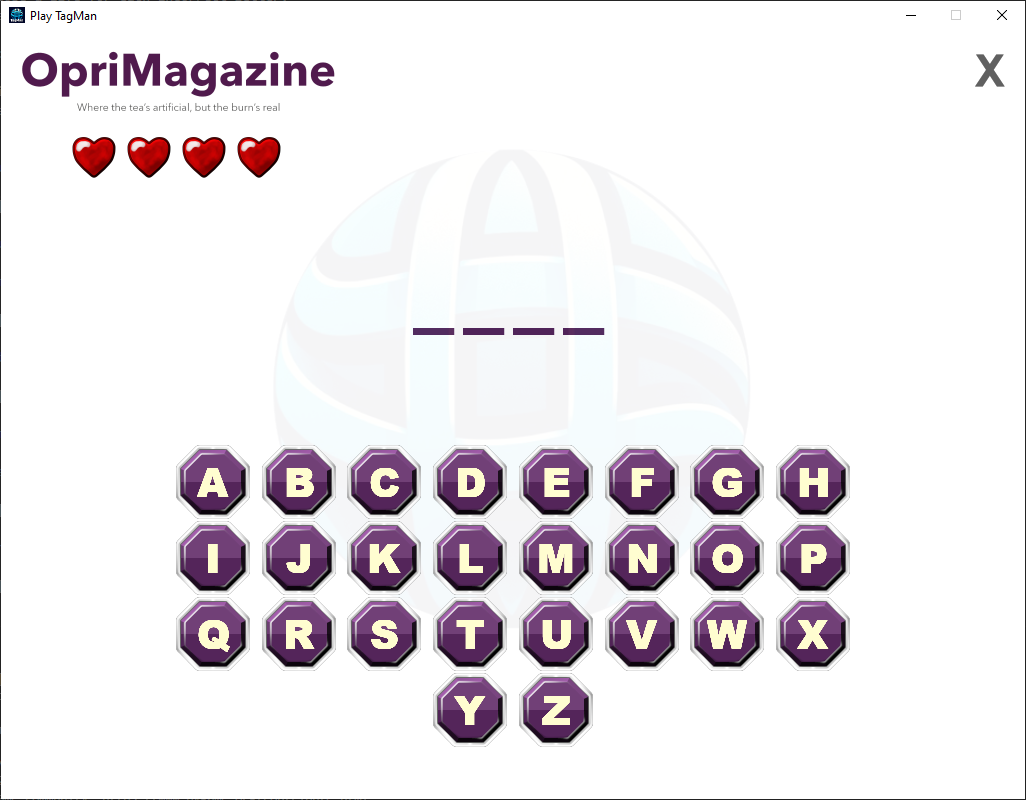 Play TagMan
OpriMagazine
X
Where the tea's artificial, but the burn's real
A B C D E F G H
I J K L M N O P
Q R S T U V W X
Y Z